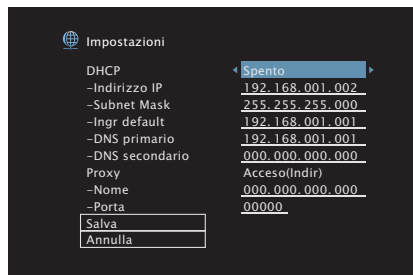 Impostazioni
DHCP Spento
-Indirizzo IP 192.168.001.002
-Subnet Mask 255.255.255.000
-Ingr default 192.168.001.001
-DNS primario 192.168.001.001
-DNS secondario 000.000.000.000
Proxy Acceso(Indir)
-Nome 000.000.000.000
-Porta 00000
Salva
Annulla